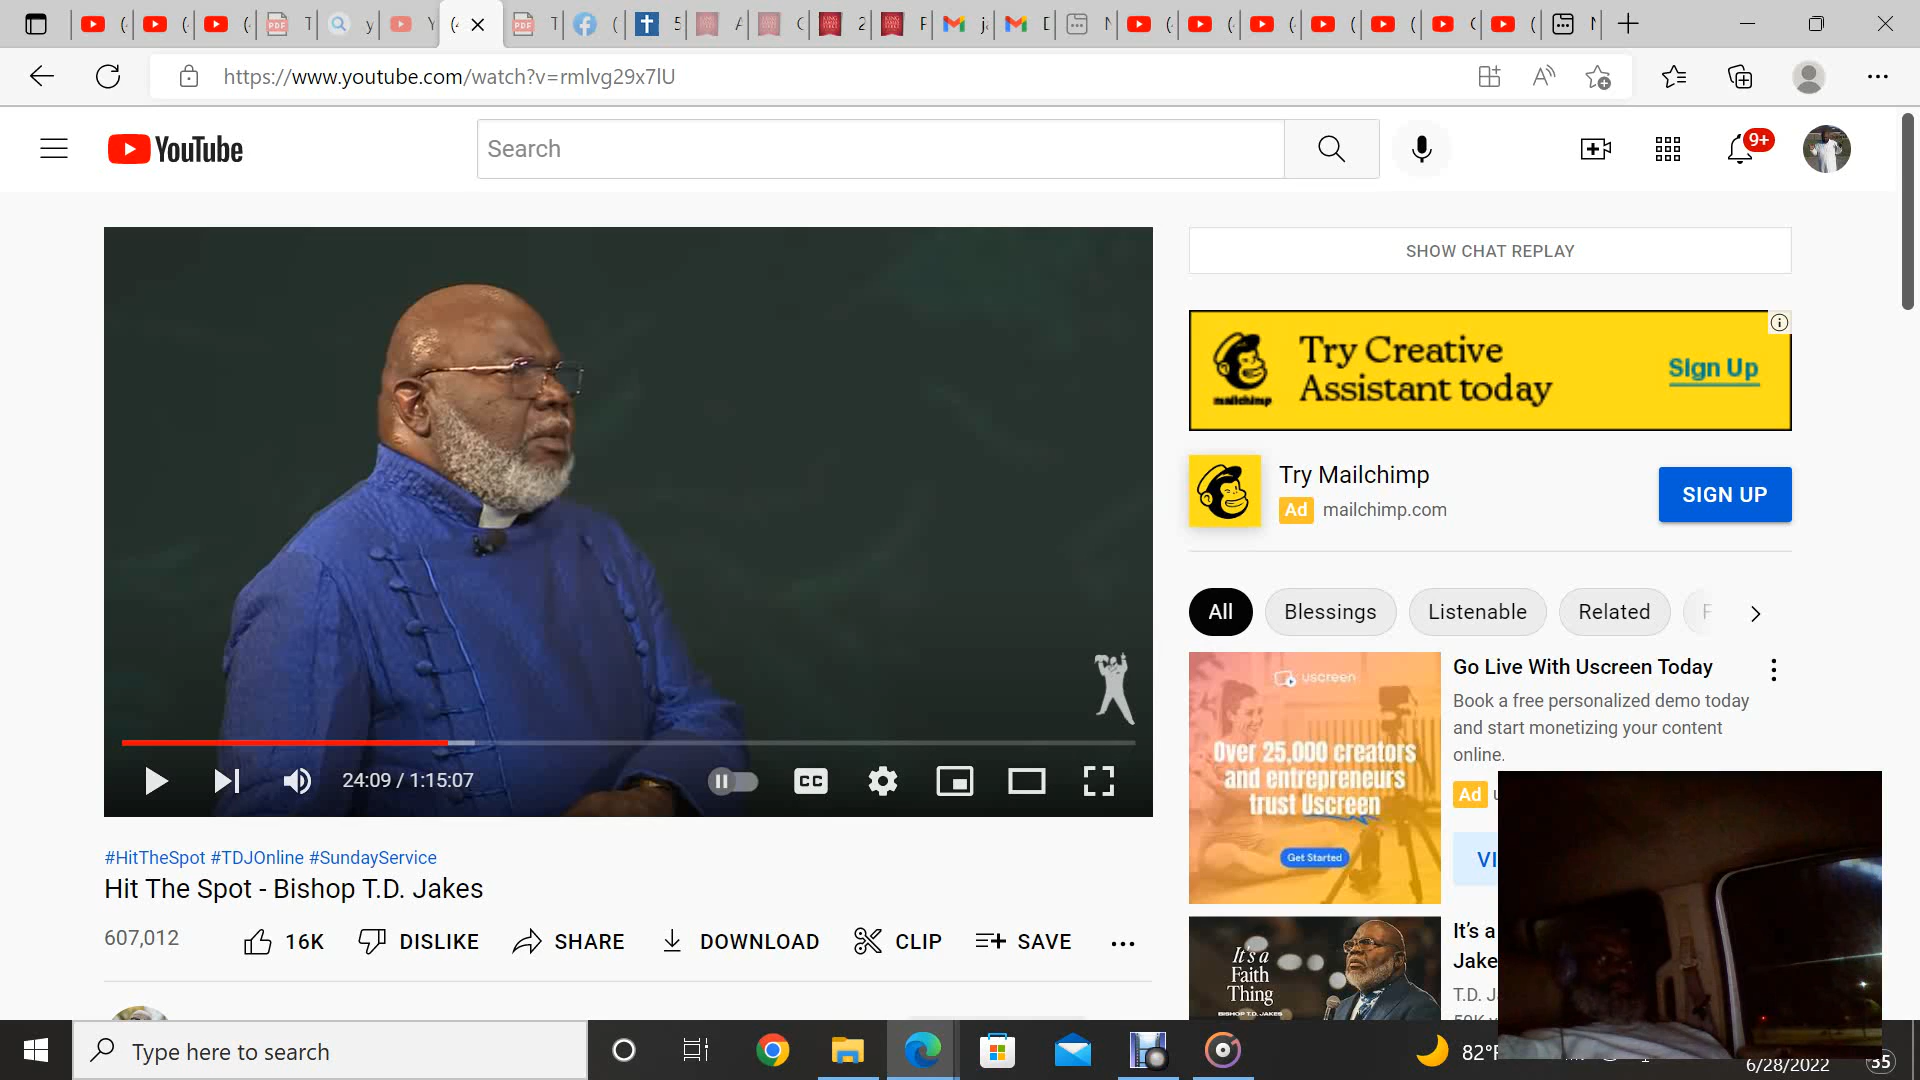 https://www.youtube.com/watch?v=rmlvg29x7lU
YouTube
Search
9+
SHOW CHAT REPLAY
Try Creative
Assistant today
Sign Up
mailchimp
Try Mailchimp
Ad mailchimp.com
SIGN UP
All
Blessings
Listenable
Related
24:09 / 1:15:07
CC
#HitTheSpot #TDJOnline #SundayService
Hit The Spot - Bishop T.D. Jakes
607,012
16K
DISLIKE
SHARE
DOWNLOAD
CLIP
SAVE
uscreen
Over 25,000 creators
and entrepreneurs
trust Uscreen
Get Started
Go Live With Uscreen Today
Book a free personalized demo today
and start monetizing your content
online.
Ad
It's a
Faith
Thing
BISHOP T.D. JAKES
It's a
Jake
T.D. J
Type here to search
82°F
6/28/2022
35